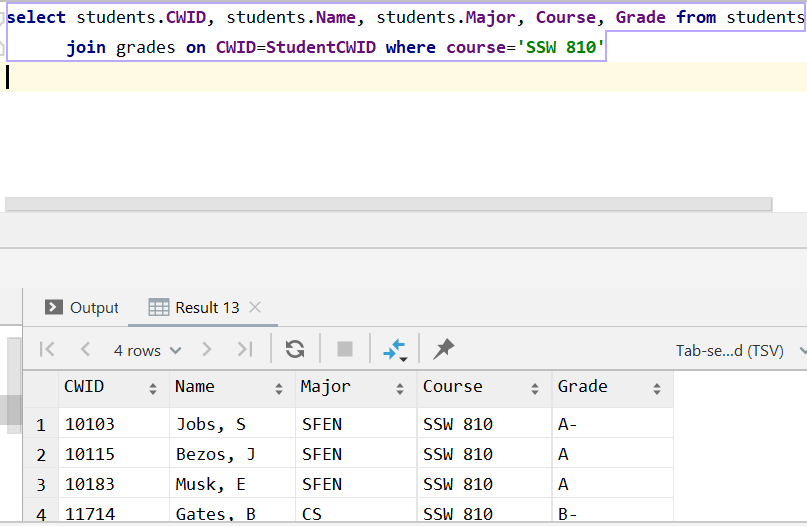 select students.CWID, students.Name, students.Major, Course, Grade from students
join grades on CWID=StudentCWID where course='SSW 810'
Output Result 13
4 rows Tab-se...d (TSV)
CWID Name Major Course Grade
1 10103 Jobs, S SFEN SSW 810 A-
2 10115 Bezos, J SFEN SSW 810 A
3 10183 Musk, E SFEN SSW 810 A
4 11714 Gates, B CS SSW 810 B-